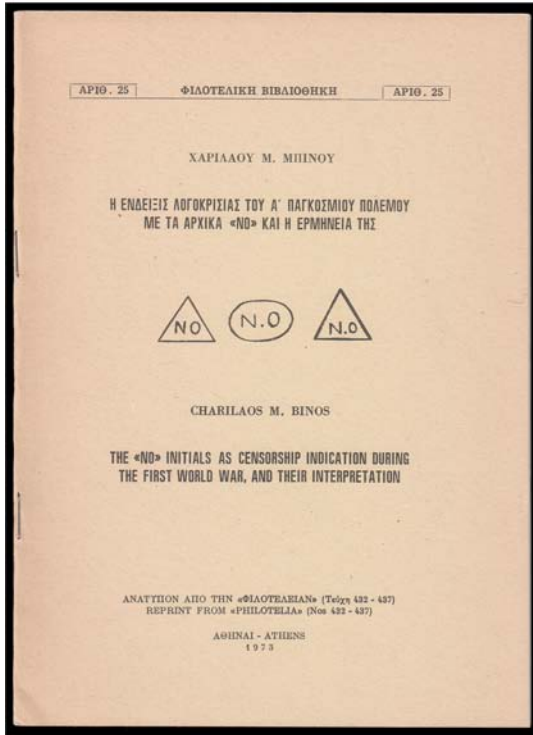 ΑΡΙΘ. 25 ΦΙΛΟΤΕΛΙΚΗ ΒΙΒΛΙΟΘΗΚΗ ΑΡΙΘ. 25
ΧΑΡΙΛΑΟΥ Μ. ΜΠΙΝΟΥ
Η ΕΝΔΕΙΞΙΣ ΛΟΓΟΚΡΙΣΙΑΣ ΤΟΥ Α΄ ΠΑΓΚΟΣΜΙΟΥ ΠΟΛΕΜΟΥ
ΜΕ ΤΑ ΑΡΧΙΚΑ «NO» ΚΑΙ Η ΕΡΜΗΝΕΙΑ ΤΗΣ
NO N.O N.O
CHARILAOS M. BINOS
THE «NO» INITIALS AS CENSORSHIP INDICATION DURING
THE FIRST WORLD WAR, AND THEIR INTERPRETATION
ΑΝΑΤΥΠΟΝ ΑΠΟ ΤΗΝ «ΦΙΛΟΤΕΛΕΙΑΝ» (Τεύχη 432 - 437)
REPRINT FROM «PHILOTELIA» (Nos 432 - 437)
ΑΘΗΝΑΙ - ATHENS
1973